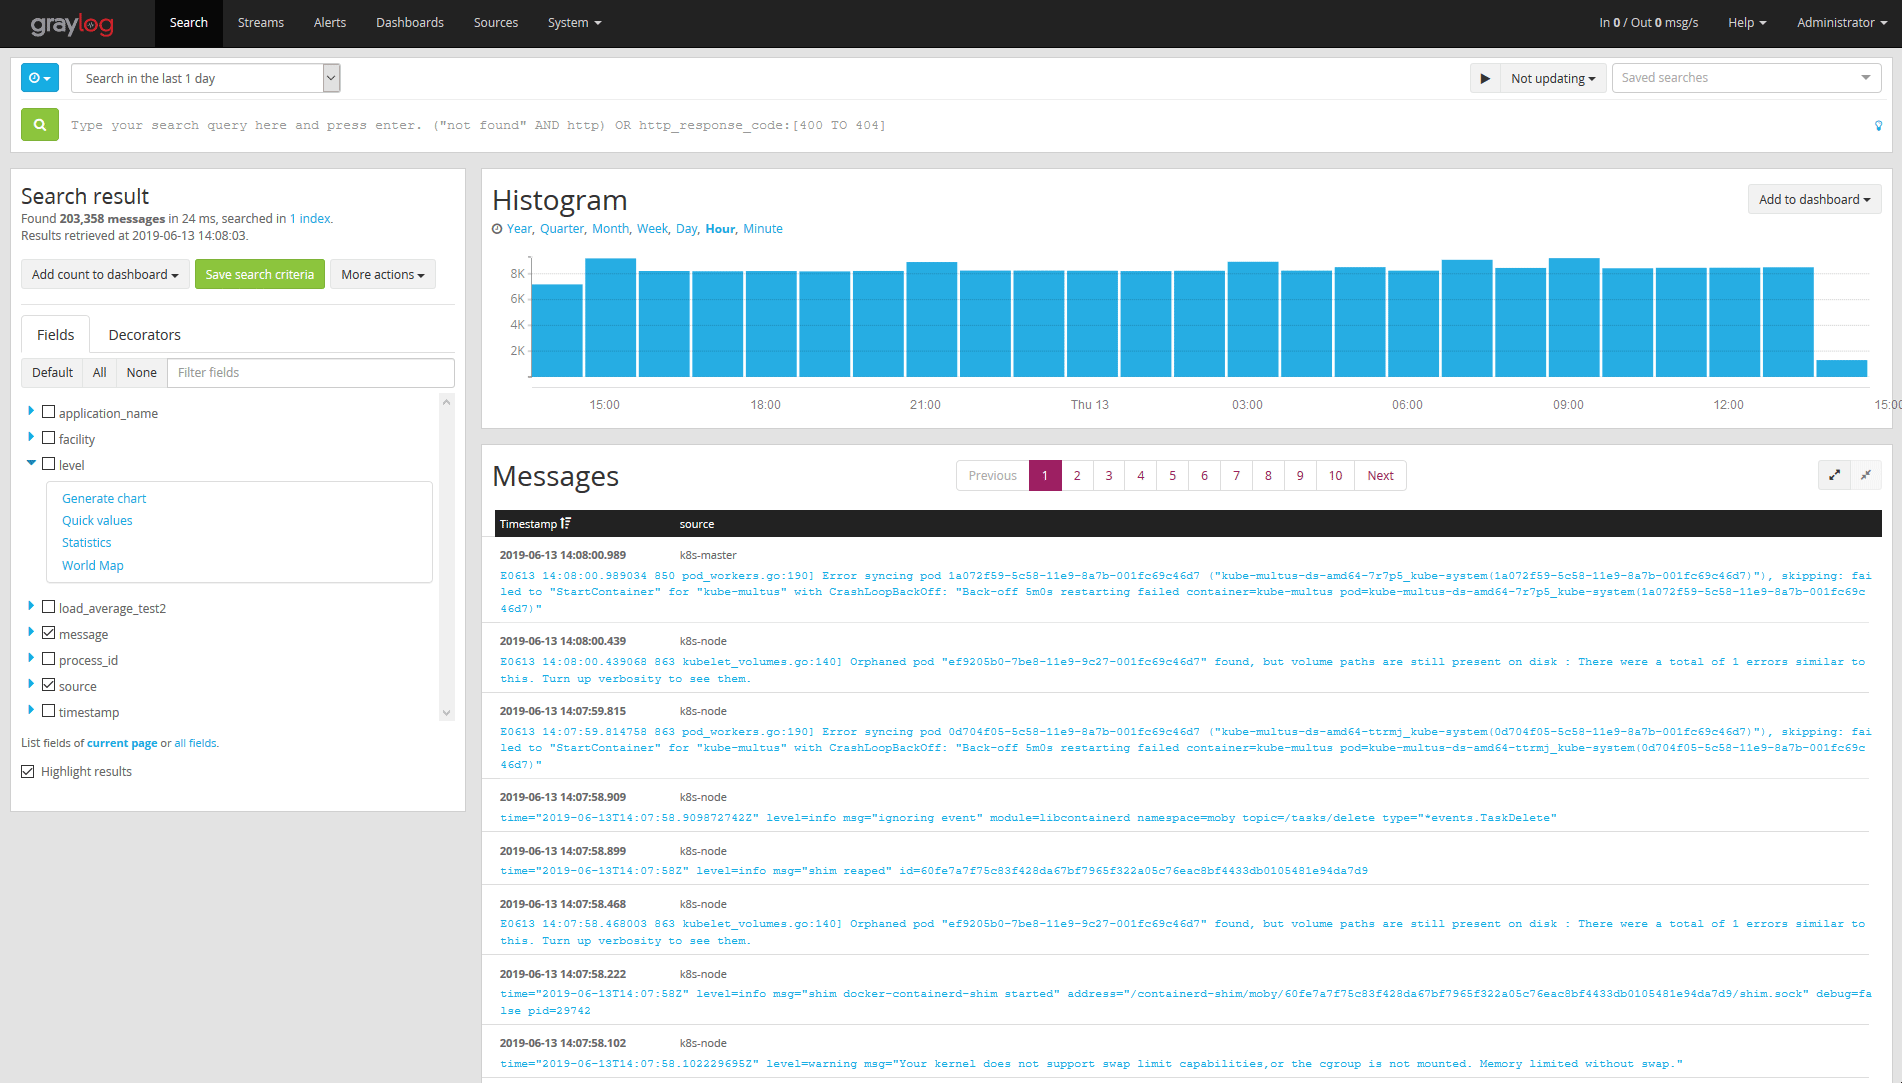 graylog Search Streams Alerts Dashboards Sources System In 0 / Out 0 msg/s Help Administrator
Search in the last 1 day Not updating Saved searches
Type your search query here and press enter. ("not found" AND http) OR http_response_code:[400 TO 404]
Search result
Found 203,358 messages in 24 ms, searched in 1 index.
Results retrieved at 2019-06-13 14:08:03.
Add count to dashboard Save search criteria More actions
Fields Decorators
Default All None Filter fields
application_name
facility
level
Generate chart
Quick values
Statistics
World Map
load_average_test2
message
process_id
source
timestamp
List fields of current page or all fields.
Highlight results
Histogram Add to dashboard
Year, Quarter, Month, Week, Day, Hour, Minute
8K
6K
4K
2K
15:00 18:00 21:00 Thu 13 03:00 06:00 09:00 12:00 15:00
Messages Previous 1 2 3 4 5 6 7 8 9 10 Next
Timestamp source
2019-06-13 14:08:00.989 k8s-master
E0613 14:08:00.989034 850 pod_workers.go:190] Error syncing pod 1a072f59-5c58-11e9-8a7b-001fc69c46d7 ("kube-multus-ds-amd64-7r7p5_kube-system(1a072f59-5c58-11e9-8a7b-001fc69c46d7)"), skipping: fai
led to "StartContainer" for "kube-multus" with CrashLoopBackOff: "Back-off 5m0s restarting failed container=kube-multus pod=kube-multus-ds-amd64-7r7p5_kube-system(1a072f59-5c58-11e9-8a7b-001fc69c
46d7)"
2019-06-13 14:08:00.439 k8s-node
E0613 14:08:00.439068 863 kubelet_volumes.go:140] Orphaned pod "ef9205b0-7be8-11e9-9c27-001fc69c46d7" found, but volume paths are still present on disk : There were a total of 1 errors similar to
this. Turn up verbosity to see them.
2019-06-13 14:07:59.815 k8s-node
E0613 14:07:59.814758 863 pod_workers.go:190] Error syncing pod 0d704f05-5c58-11e9-8a7b-001fc69c46d7 ("kube-multus-ds-amd64-ttrmj_kube-system(0d704f05-5c58-11e9-8a7b-001fc69c46d7)"), skipping: fai
led to "StartContainer" for "kube-multus" with CrashLoopBackOff: "Back-off 5m0s restarting failed container=kube-multus pod=kube-multus-ds-amd64-ttrmj_kube-system(0d704f05-5c58-11e9-8a7b-001fc69c
46d7)"
2019-06-13 14:07:58.909 k8s-node
time="2019-06-13T14:07:58.909872742Z" level=info msg="ignoring event" module=libcontainerd namespace=moby topic=/tasks/delete type="*events.TaskDelete"
2019-06-13 14:07:58.899 k8s-node
time="2019-06-13T14:07:58Z" level=info msg="shim reaped" id=60fe7a7f75c83f428da67bf7965f322a05c76eac8bf4433db0105481e94da7d9
2019-06-13 14:07:58.468 k8s-node
E0613 14:07:58.468003 863 kubelet_volumes.go:140] Orphaned pod "ef9205b0-7be8-11e9-9c27-001fc69c46d7" found, but volume paths are still present on disk : There were a total of 1 errors similar to
this. Turn up verbosity to see them.
2019-06-13 14:07:58.222 k8s-node
time="2019-06-13T14:07:58Z" level=info msg="shim docker-containerd-shim started" address="/containerd-shim/moby/60fe7a7f75c83f428da67bf7965f322a05c76eac8bf4433db0105481e94da7d9/shim.sock" debug=fa
lse pid=29742
2019-06-13 14:07:58.102 k8s-node
time="2019-06-13T14:07:58.102229695Z" level=warning msg="Your kernel does not support swap limit capabilities,or the cgroup is not mounted. Memory limited without swap."